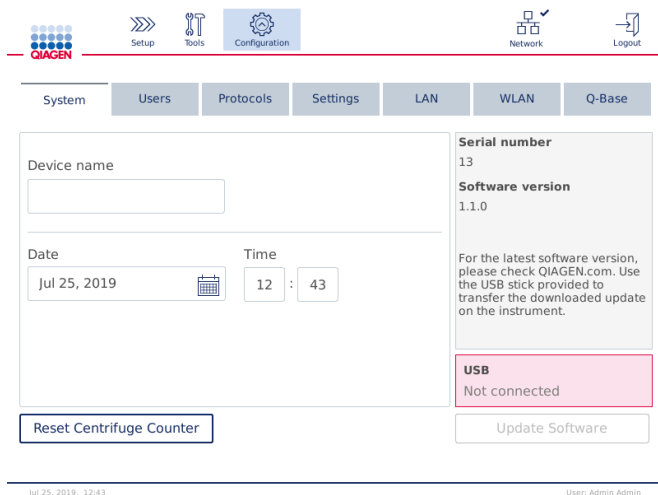 QIAGEN
Setup
Tools
Configuration
Network
Logout
System
Users
Protocols
Settings
LAN
WLAN
Q-Base
Device name
Date
Time
Jul 25, 2019
12 : 43
Serial number
13
Software version
1.1.0
For the latest software version,
please check QIAGEN.com. Use
the USB stick provided to
transfer the downloaded update
on the instrument.
USB
Not connected
Reset Centrifuge Counter
Update Software
Jul 25, 2019, 12:43
User: Admin Admin